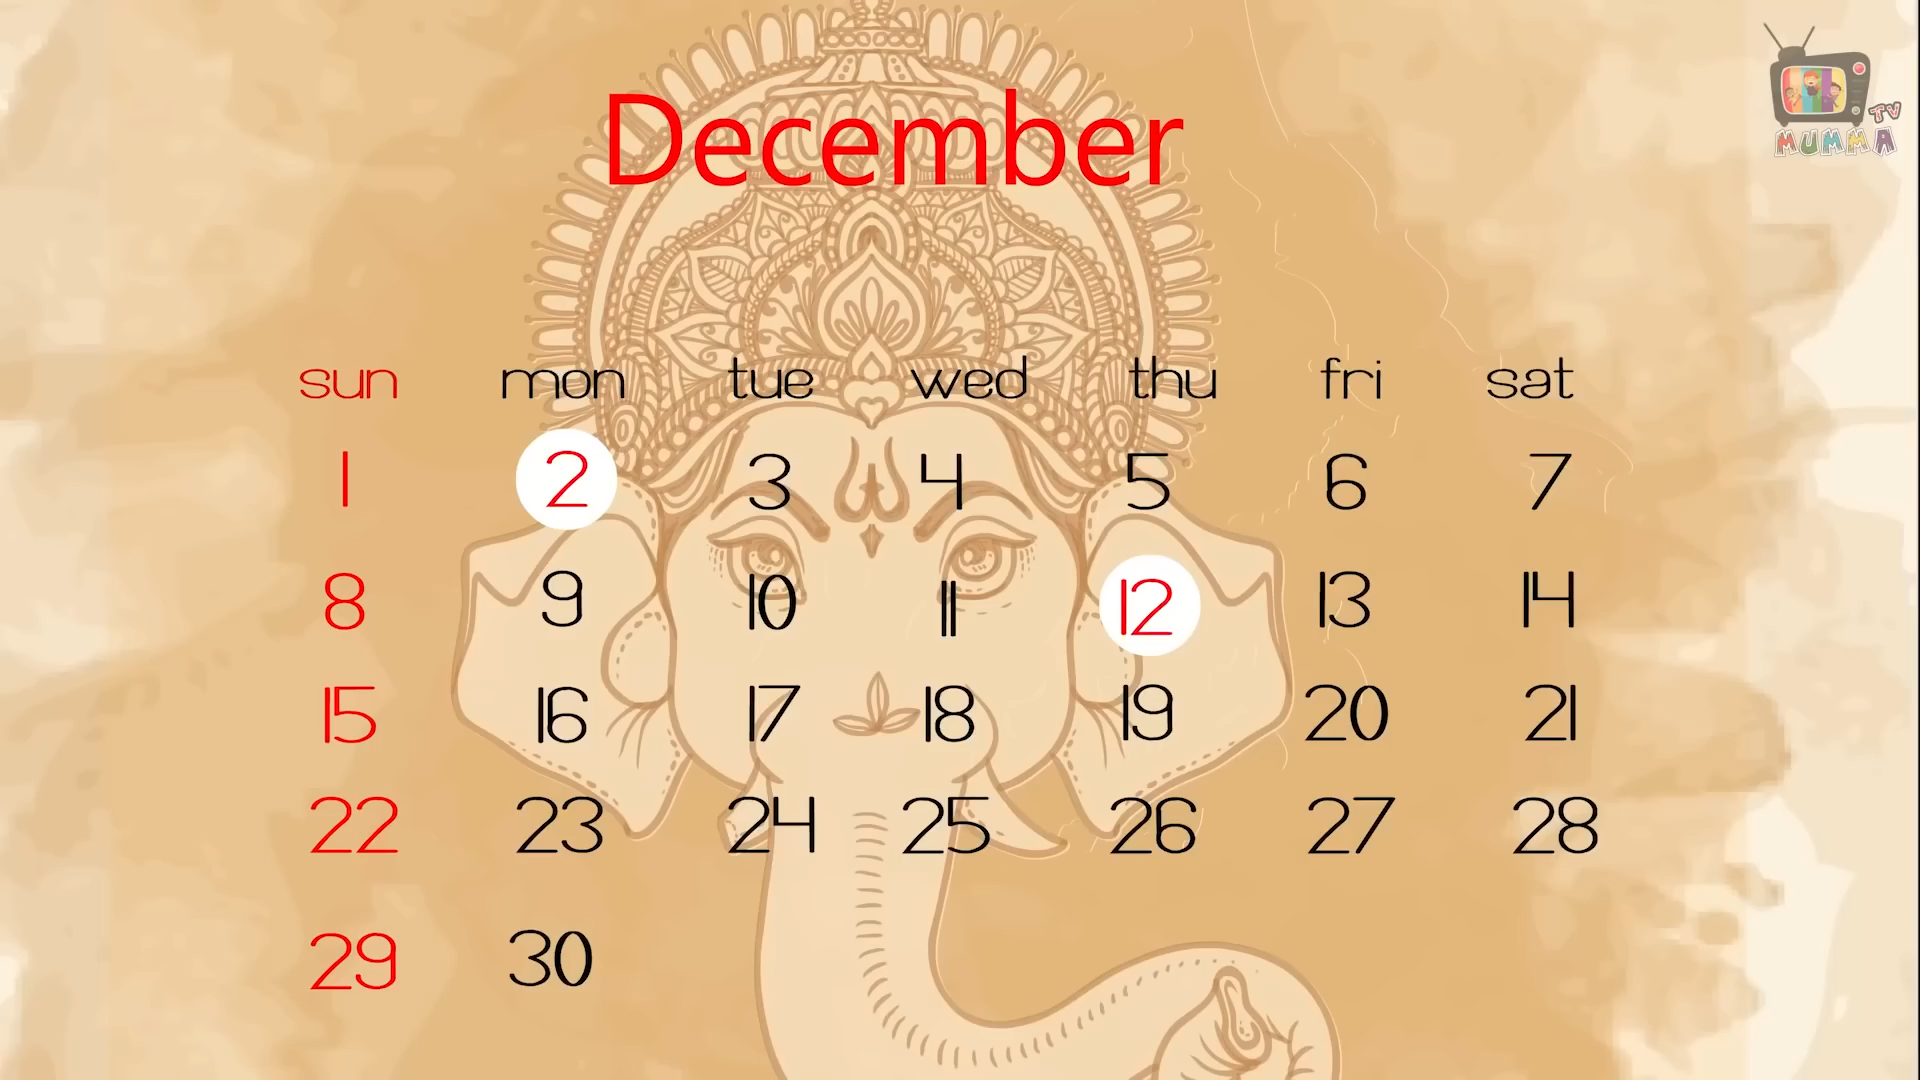 December
TV
MUMMA
sun mon tue wed thu fri sat
1 2 3 4 5 6 7
8 9 10 11 12 13 14
15 16 17 18 19 20 21
22 23 24 25 26 27 28
29 30